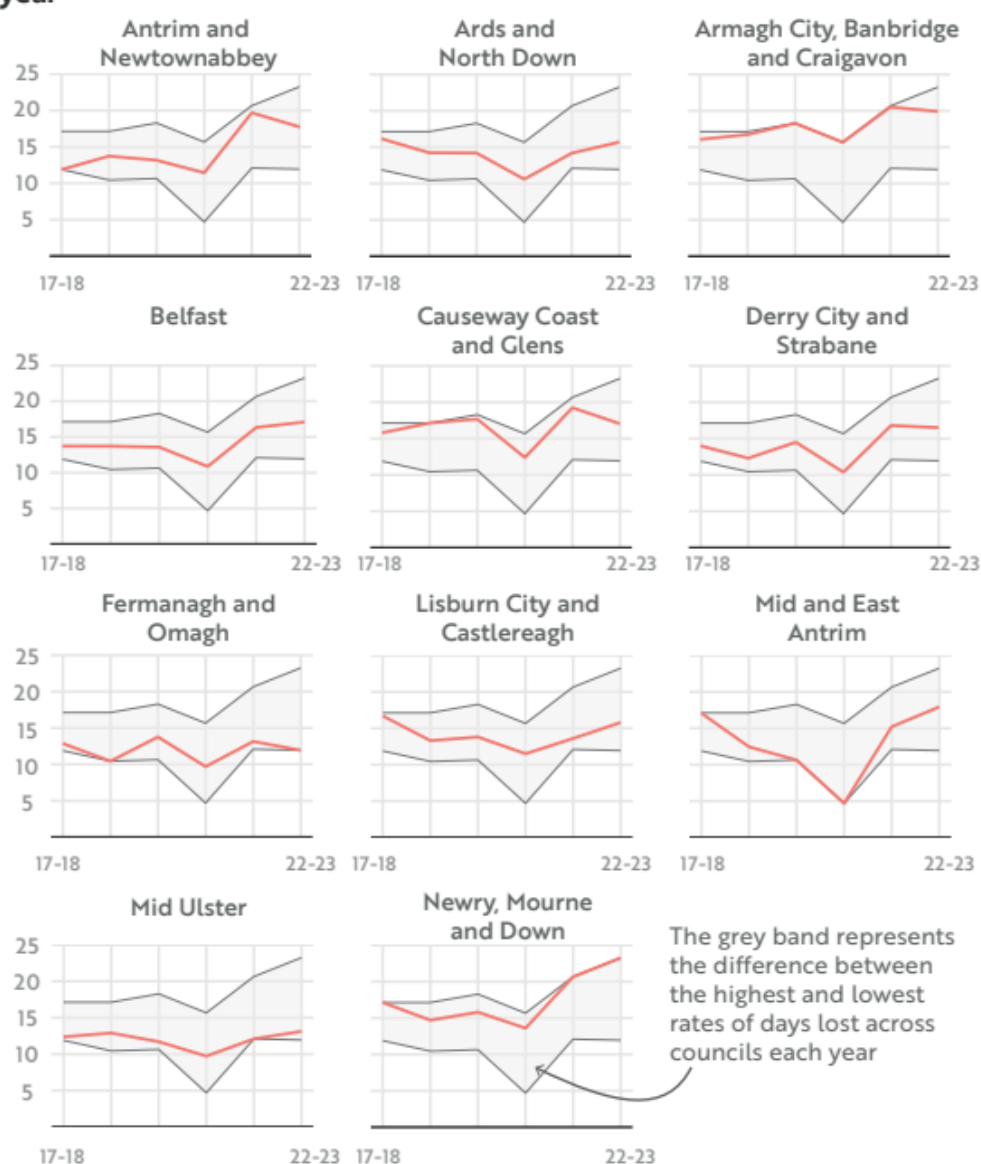 year
Antrim and
Newtownabbey
Ards and
North Down
Armagh City, Banbridge
and Craigavon
25
20
15
10
5
17-18
22-23
17-18
22-23
17-18
22-23
Belfast
Causeway Coast
and Glens
Derry City and
Strabane
25
20
15
10
5
17-18
22-23
17-18
22-23
17-18
22-23
Fermanagh and
Omagh
Lisburn City and
Castlereagh
Mid and East
Antrim
25
20
15
10
5
17-18
22-23
17-18
22-23
17-18
22-23
Mid Ulster
Newry, Mourne
and Down
25
20
15
10
5
17-18
22-23
17-18
22-23
The grey band represents
the difference between
the highest and lowest
rates of days lost across
councils each year